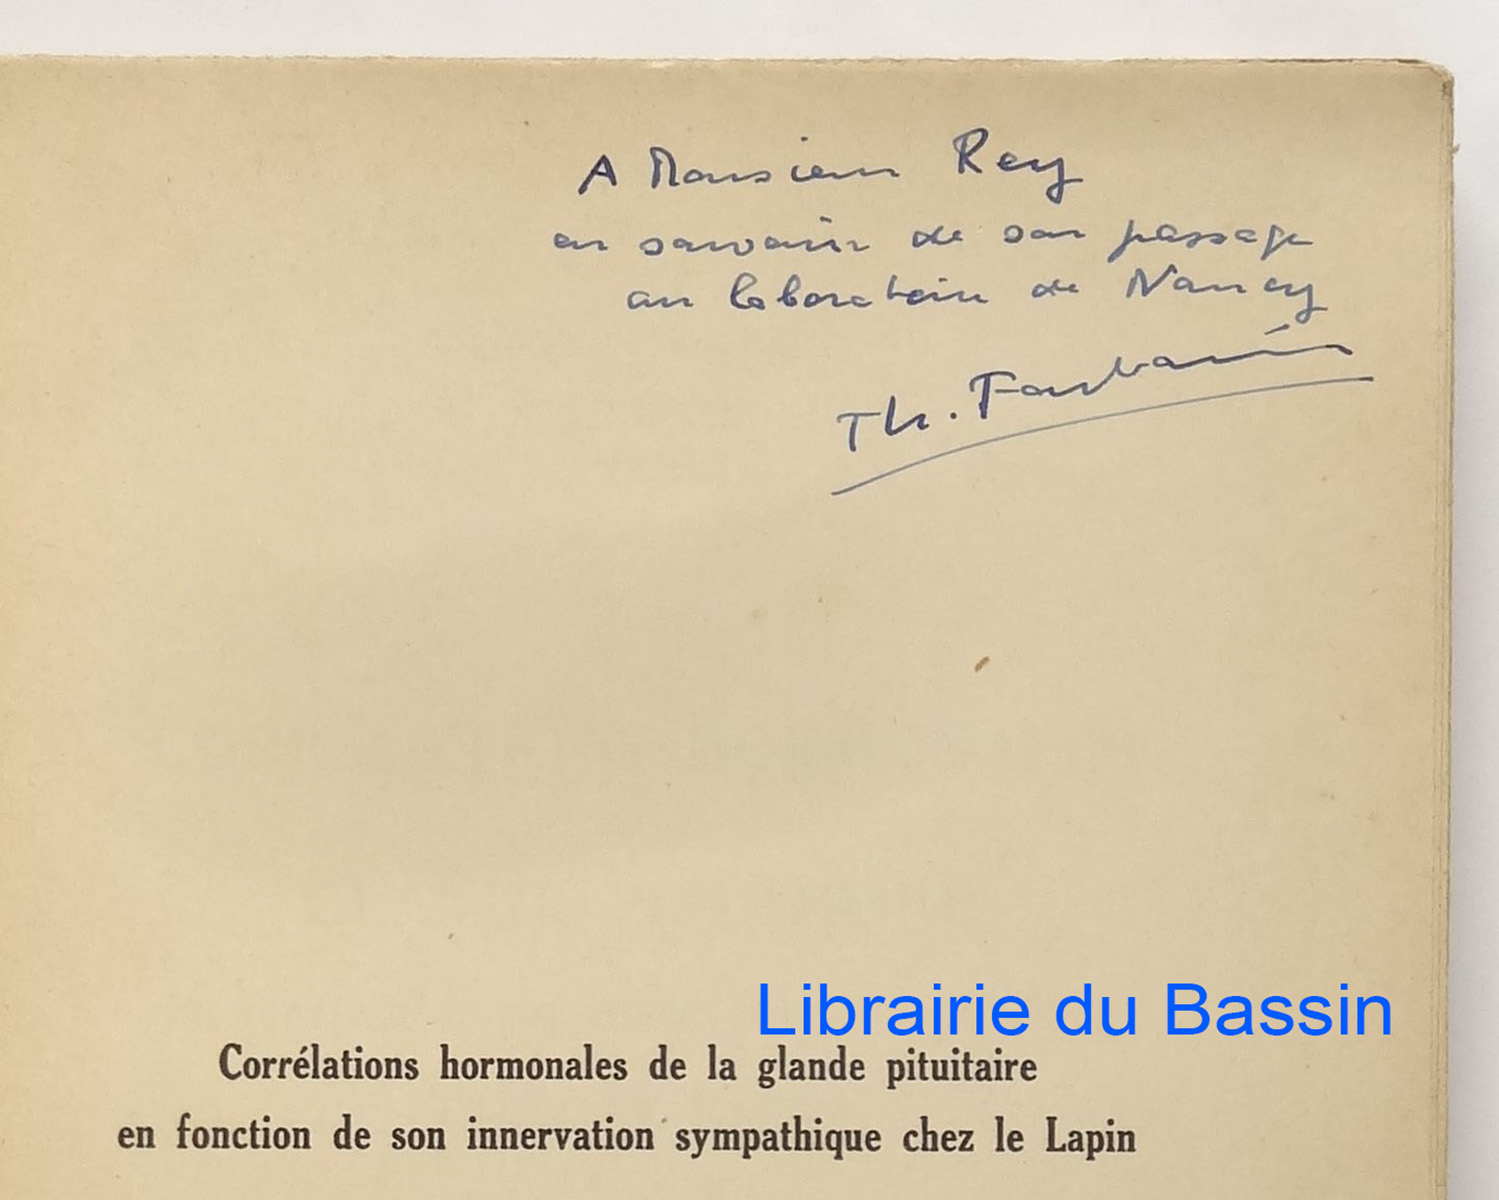 A Monsieur Rey
en souvenir de son passage
au laboratoire de Nancy
Th.
Librairie du Bassin
Corrélations hormonales de la glande pituitaire
en fonction de son innervation sympathique chez le Lapin